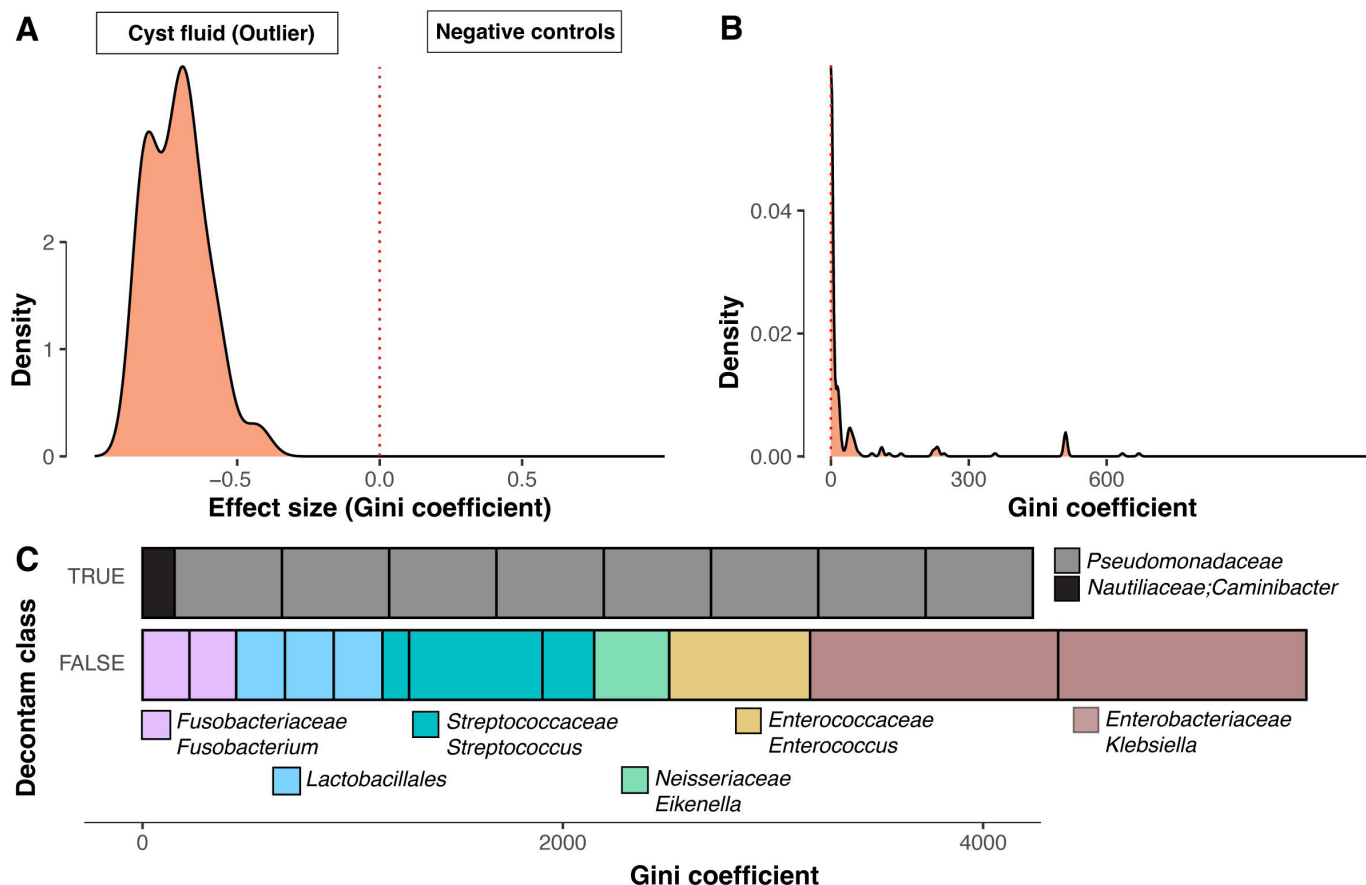 A
Cyst fluid (Outlier)
Negative controls
Density
2
1
0
−0.5
0.0
0.5
Effect size (Gini coefficient)
B
Density
0.04
0.02
0.00
0
300
600
Gini coefficient
C
Decontam class
TRUE
FALSE
Pseudomonadaceae
Nautiliaceae;Caminibacter
Fusobacteriaceae
Fusobacterium
Streptococcaceae
Streptococcus
Enterococcaceae
Enterococcus
Enterobacteriaceae
Klebsiella
Lactobacillales
Neisseriaceae
Eikenella
0
2000
4000
Gini coefficient